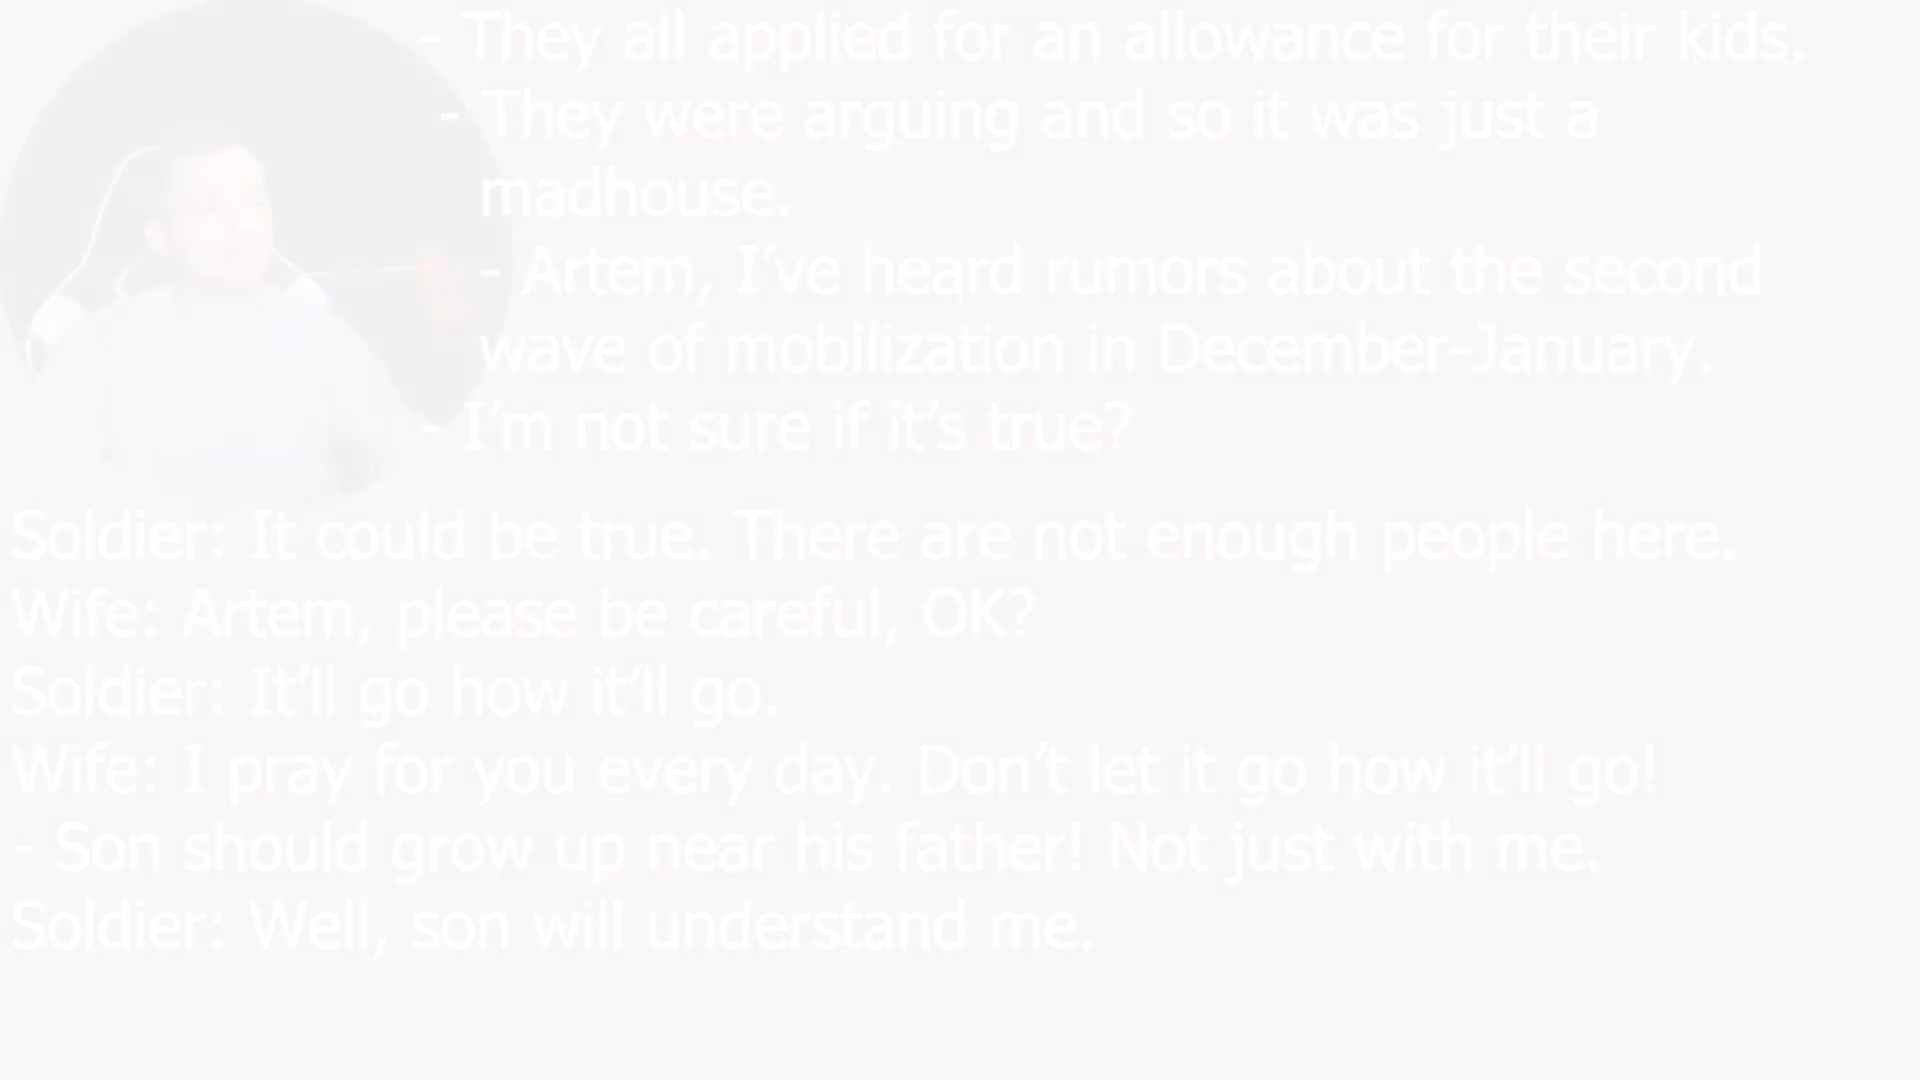 - They all applied for an allowance for their kids.
- They were arguing and so it was just a
madhouse.
- Artem, I’ve heard rumors about the second
wave of mobilization in December-January.
- I’m not sure if it’s true?
Soldier: It could be true. There are not enough people here.
Wife: Artem, please be careful, OK?
Soldier: It’ll go how it’ll go.
Wife: I pray for you every day. Don’t let it go how it’ll go!
- Son should grow up near his father! Not just with me.
Soldier: Well, son will understand me.